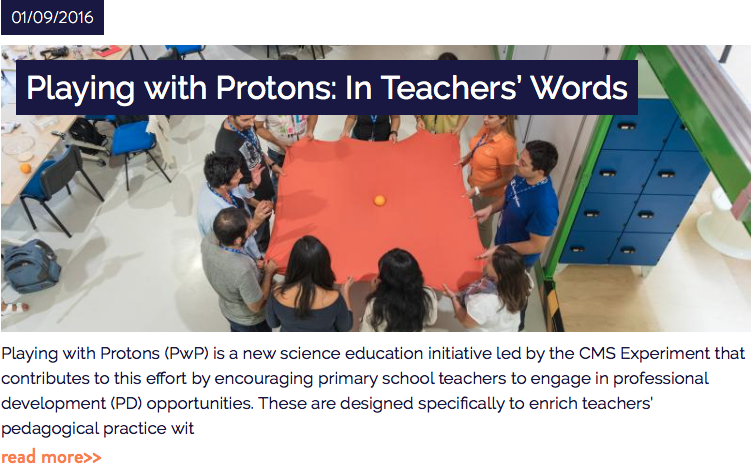 01/09/2016
Playing with Protons: In Teachers’ Words
Playing with Protons (PwP) is a new science education initiative led by the CMS Experiment that
contributes to this effort by encouraging primary school teachers to engage in professional
development (PD) opportunities. These are designed specifically to enrich teachers’
pedagogical practice wit
read more>>